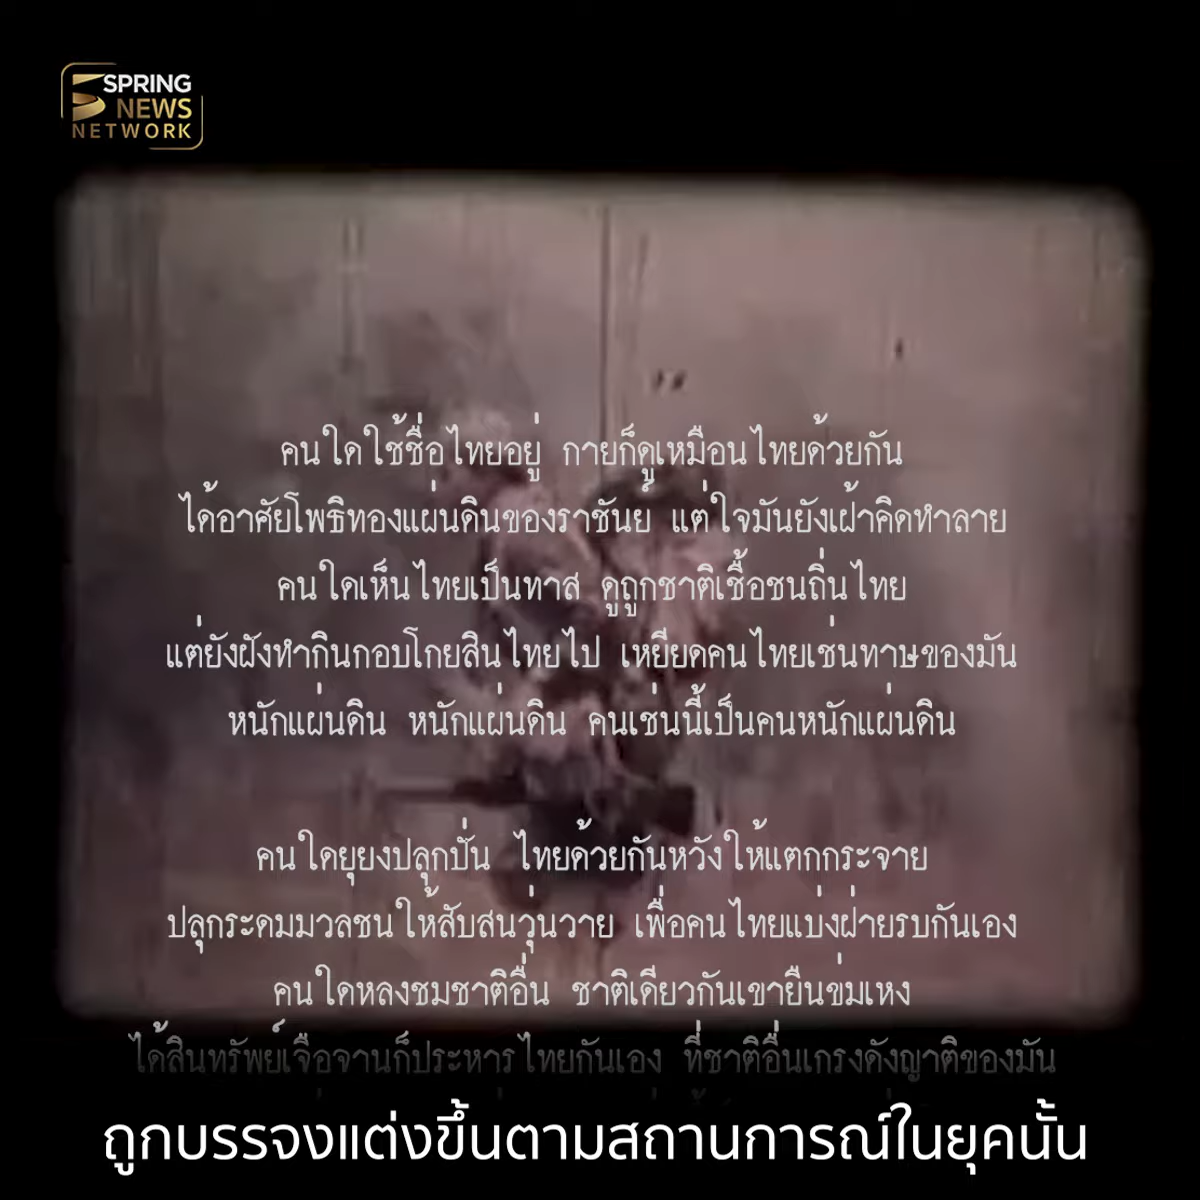 SPRING
NEWS
NETWORK
คนใดใช้ชื่อไทยอยู่ กายก็ดูเหมือนไทยด้วยกัน
ได้อาศัยโพธิทองแผ่นดินของราชันย์ แต่ใจมันยังเฝ้าคิดทำลาย
คนใดเห็นไทยเป็นทาส ดูถูกชาติเชื้อชนถิ่นไทย
แต่ยังฝังทำกินกอบโกยสินไทยไป เหยียดคนไทยเช่นทาษของมัน
หนักแผ่นดิน หนักแผ่นดิน คนเช่นนี้เป็นคนหนักแผ่นดิน
คนใดยุยงปลุกปั่น ไทยด้วยกันหวังให้แตกกระจาย
ปลุกระดมมวลชนให้สับสนวุ่นวาย เพื่อคนไทยแบ่งฝ่ายรบกันเอง
คนใดหลงชมชาติอื่น ชาติเดียวกันเขายืนข่มเหง
ได้สินทรัพย์เจือจานก็ประหารไทยกันเอง ที่ชาติอื่นเกรงดังญาติของมัน
ถูกบรรจงแต่งขึ้นตามสถานการณ์ในยุคนั้น